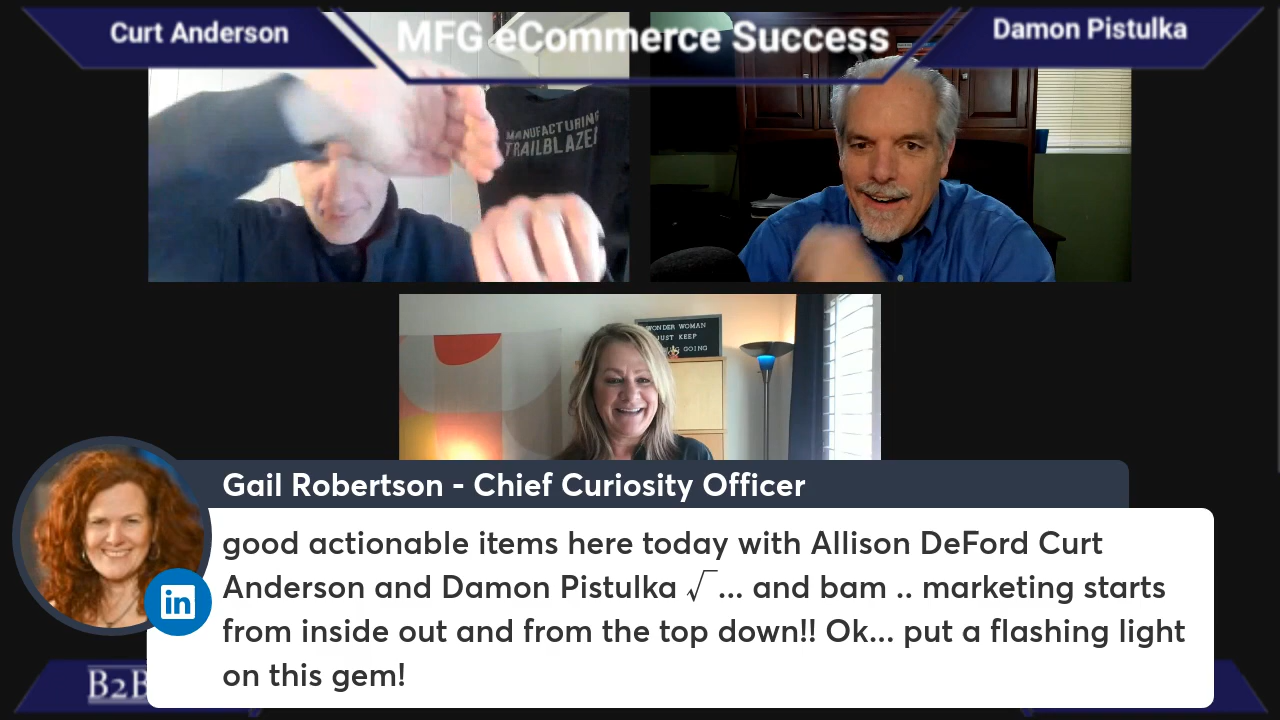 Curt Anderson
MFG eCommerce Success
Damon Pistulka
MANUFACTURING
TRAILBLAZER
WONDER WOMAN
JUST KEEP
GOING
Gail Robertson - Chief Curiosity Officer
good actionable items here today with Allison DeFord Curt
Anderson and Damon Pistulka √... and bam .. marketing starts
from inside out and from the top down!! Ok... put a flashing light
on this gem!
B2B